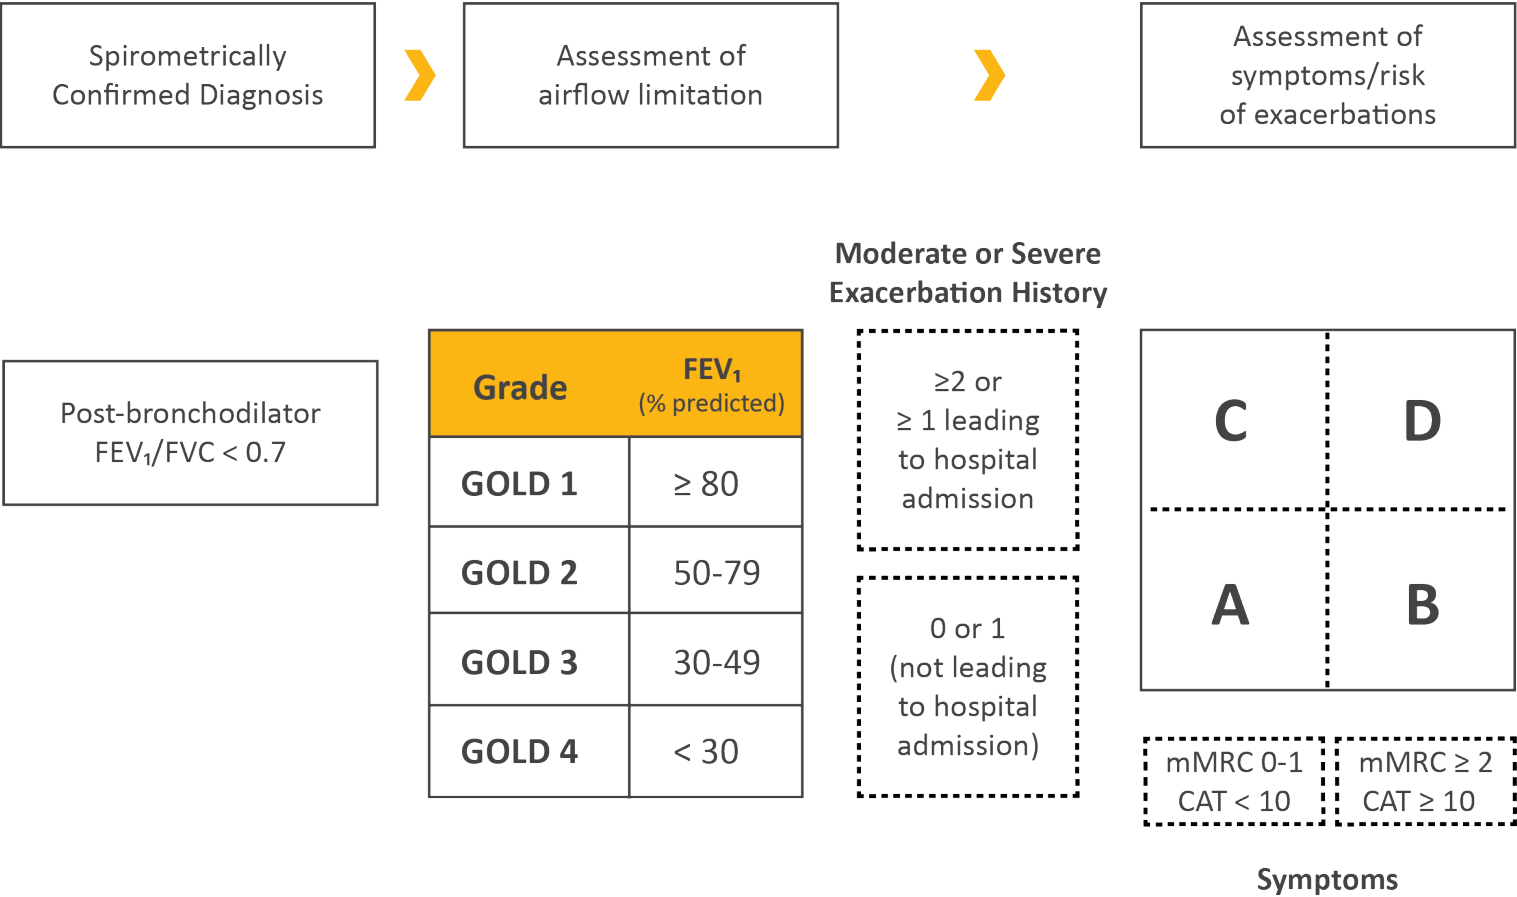 Spirometrically
Confirmed Diagnosis
Assessment of
airflow limitation
Assessment of
symptoms/risk
of exacerbations
Post-bronchodilator
FEV₁/FVC < 0.7
Grade
FEV₁
(% predicted)
GOLD 1
≥ 80
GOLD 2
50-79
GOLD 3
30-49
GOLD 4
< 30
Moderate or Severe
Exacerbation History
≥2 or
≥ 1 leading
to hospital
admission
0 or 1
(not leading
to hospital
admission)
C
D
A
B
mMRC 0-1
CAT < 10
mMRC ≥ 2
CAT ≥ 10
Symptoms